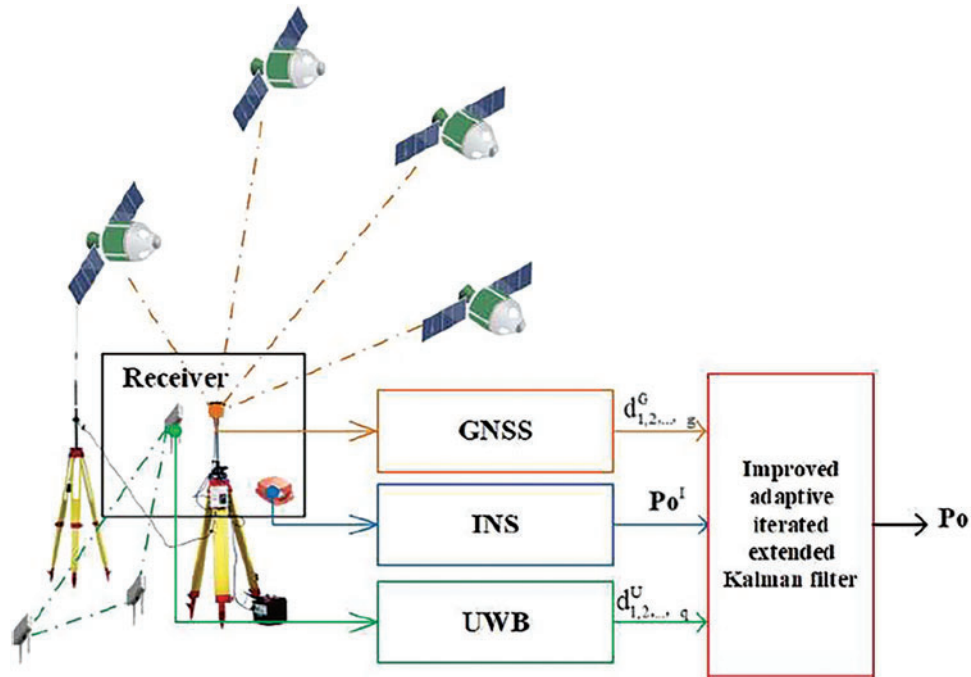 Receiver
GNSS
d^G_{1,2,..., g}
INS
Po^I
UWB
d^U_{1,2,..., q}
Improved
adaptive
iterated
extended
Kalman filter
Po